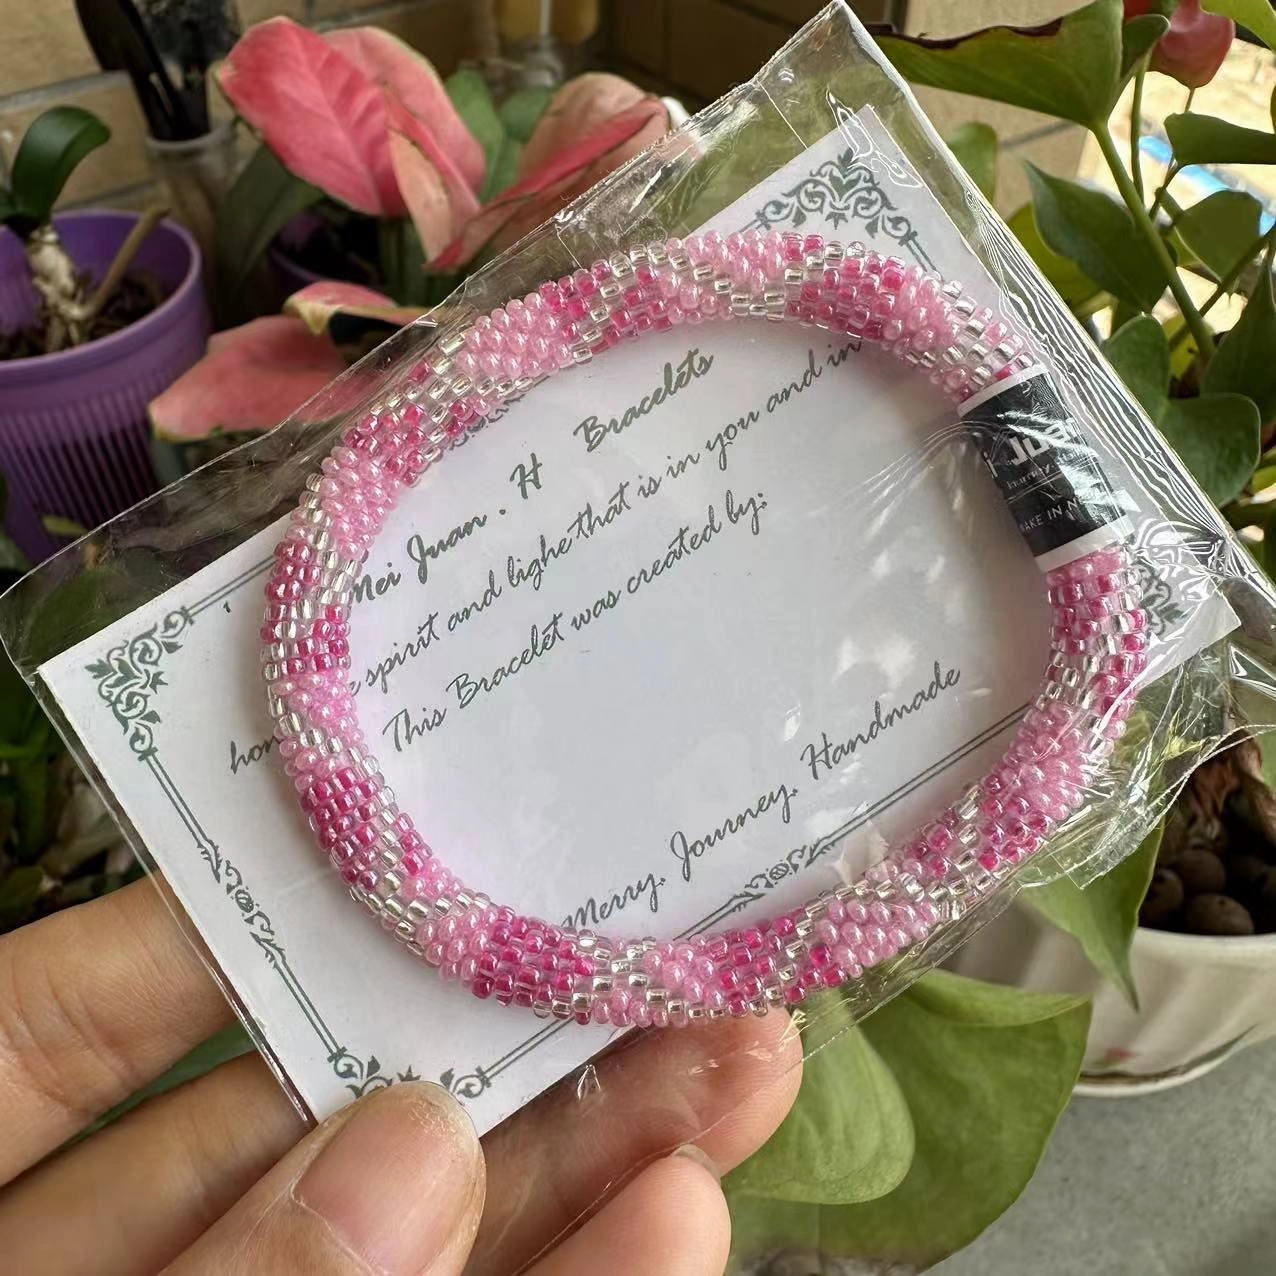 Mei Juan . H Bracelets
spirit and lighe that is in you and in
This Bracelet was created by:
Merry. Journey. Handmade